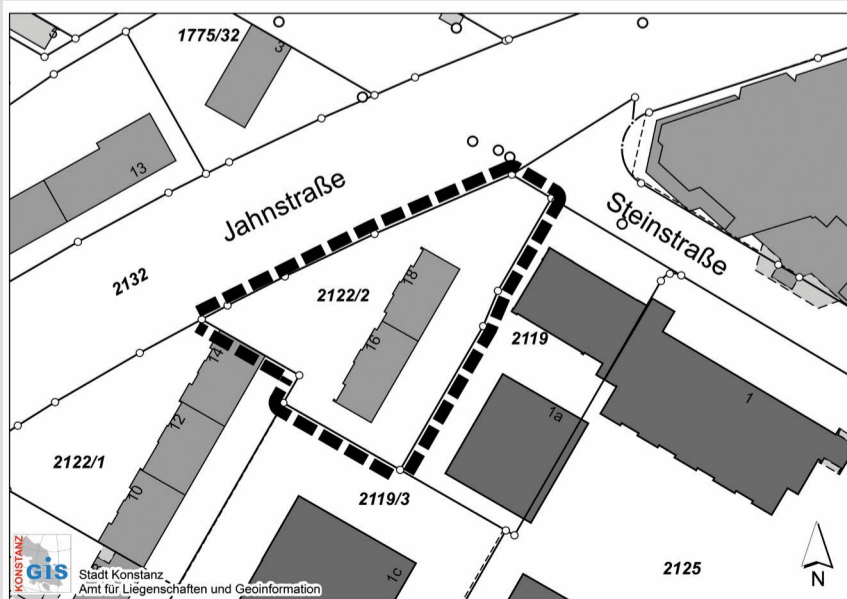 1775/32
3
13
Jahnstraße
Steinstraße
2132
2122/2
18
16
2119
14
12
10
1a
1
2122/1
2119/3
1c
2125
N
KONSTANZ
GIS
Stadt Konstanz
Amt für Liegenschaften und Geoinformation